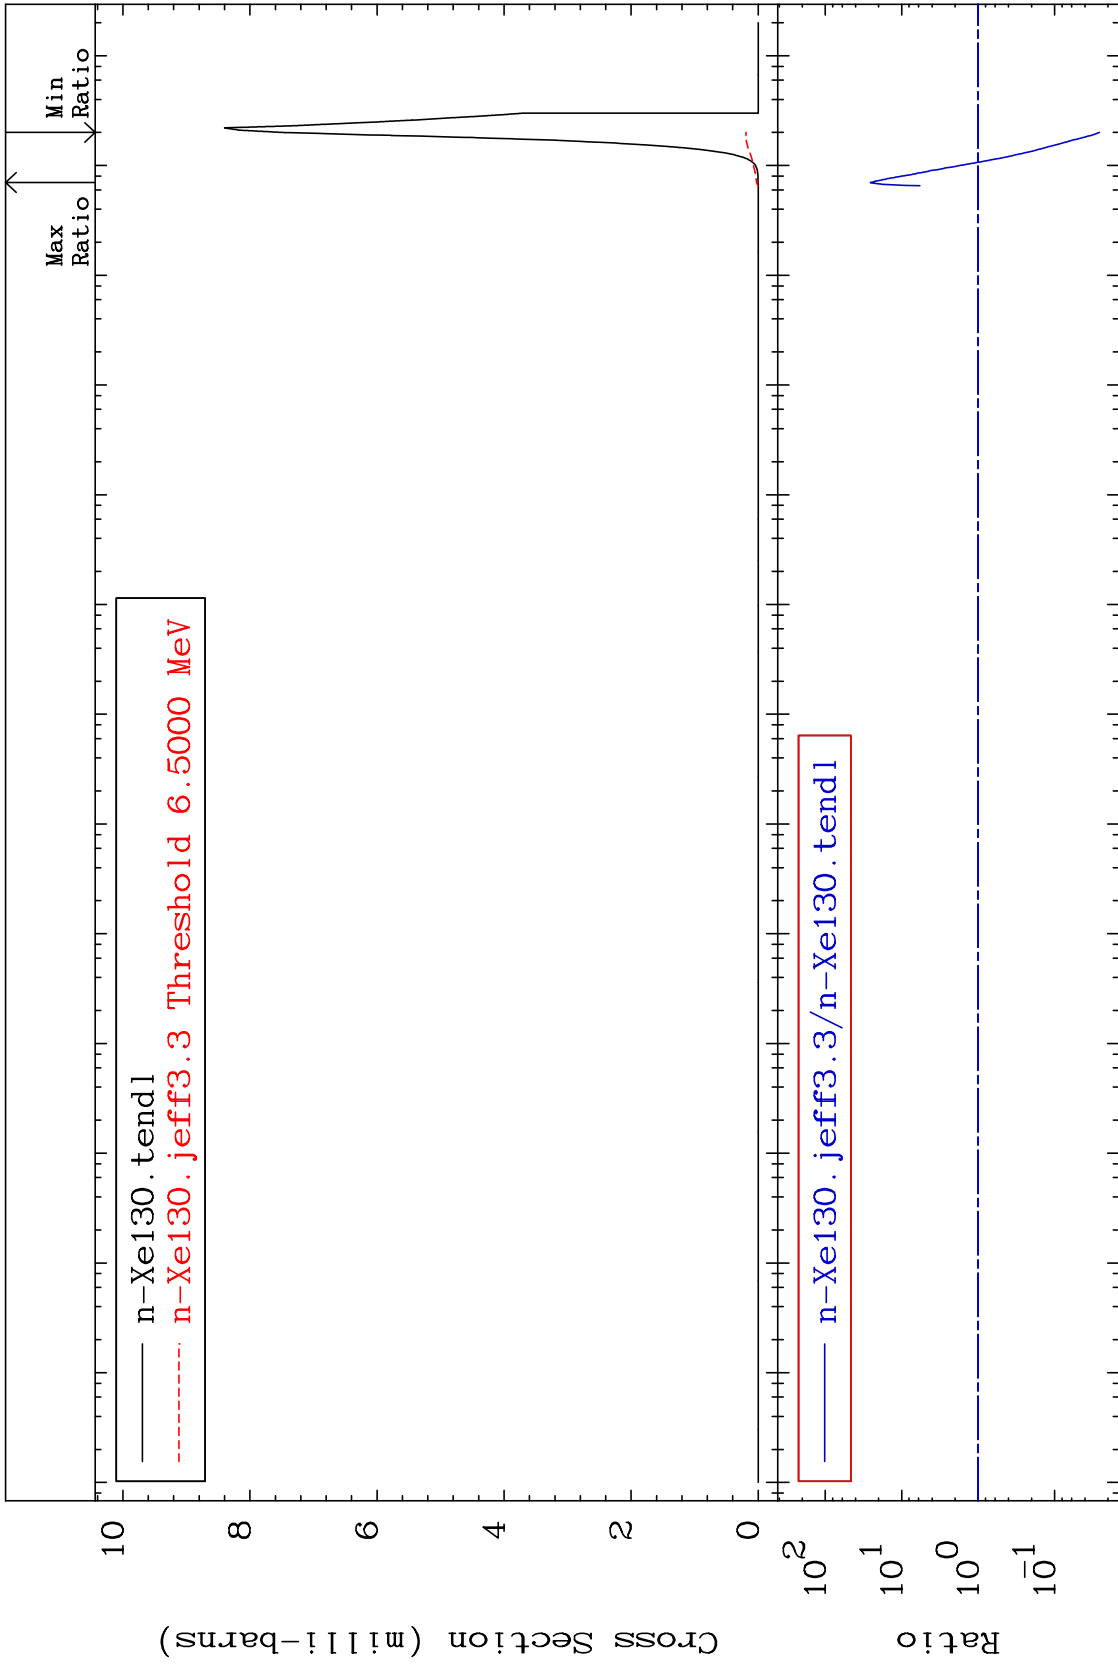 Max
Ratio
Min
Ratio
n-Xe130.tendl
n-Xe130.jeff3.3 Threshold 6.5000 MeV
10
8
6
4
2
0
Cross Section (milli-barns)
n-Xe130.jeff3.3/n-Xe130.tendl
10^2
10^1
10^0
10^-1
Ratio